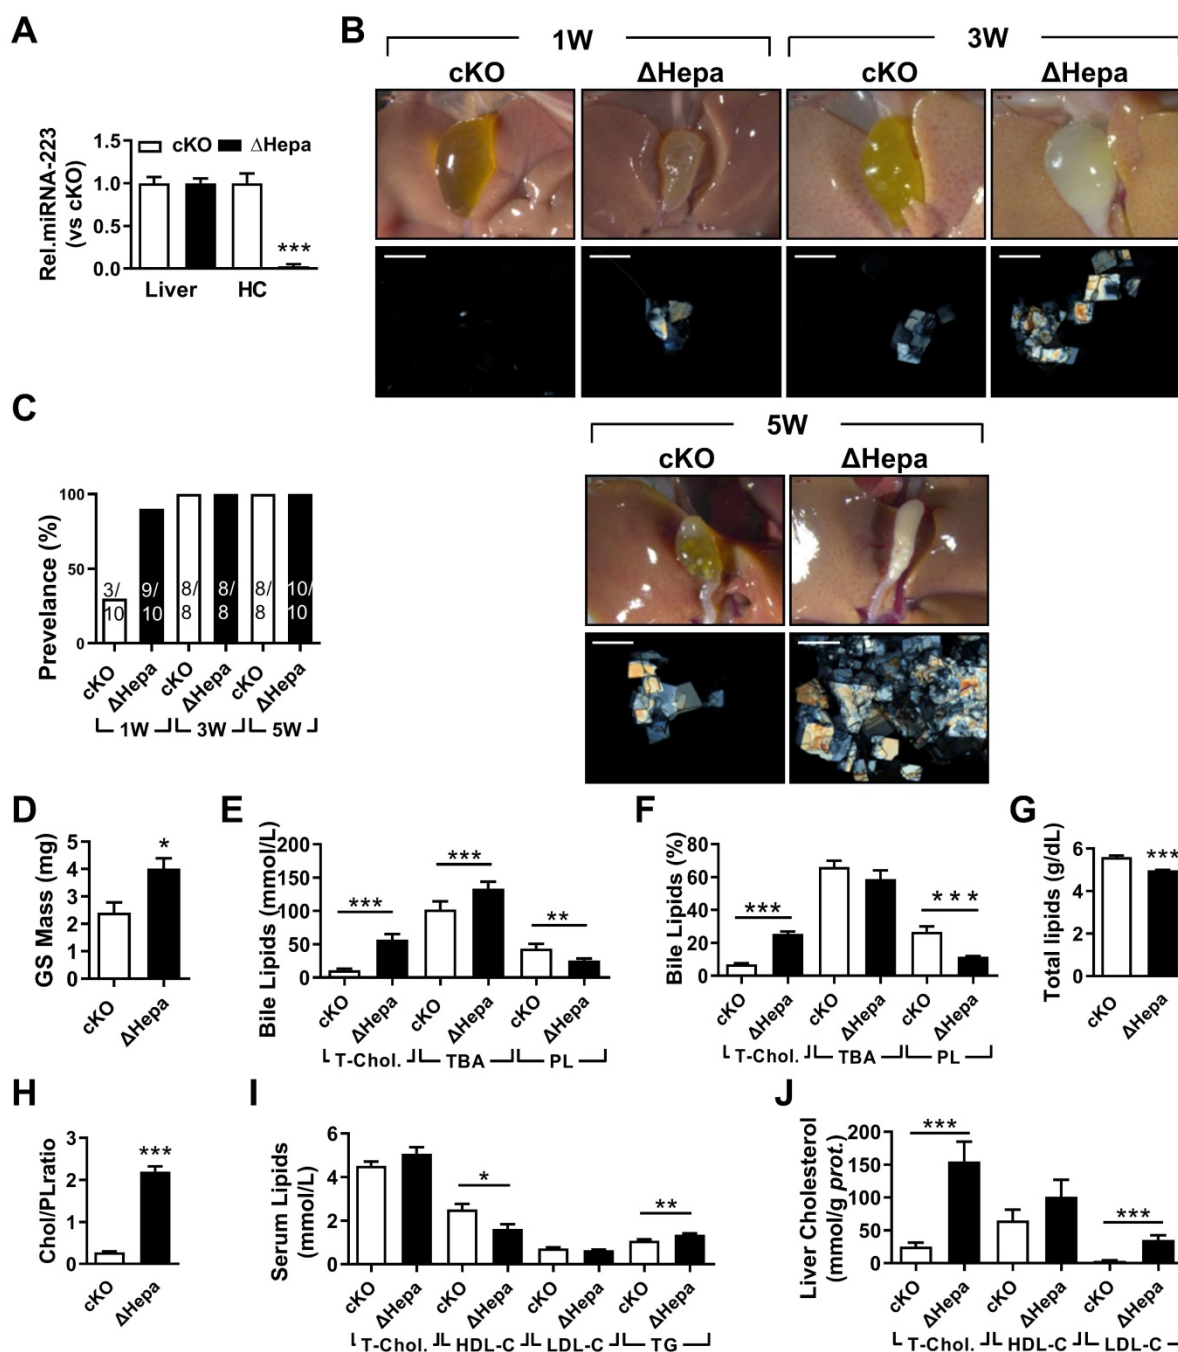 A
1.5
1.0
0.5
0.0
Rel.miRNA-223
(vs cKO)
cKO ΔHepa
***
Liver HC
B
1W 3W
cKO ΔHepa cKO ΔHepa
5W
cKO ΔHepa
C
100
50
0
Prevelance (%)
3/ 9/ 8/ 8/ 8/ 10/
10 10 8 8 8 10
cKO ΔHepa cKO ΔHepa cKO ΔHepa
1W 3W 5W
D
5
4
3
2
1
0
GS Mass (mg)
*
cKO ΔHepa
E
200
150
100
50
0
Bile Lipids (mmol/L)
*** *** **
cKO ΔHepa cKO ΔHepa cKO ΔHepa
T-Chol. TBA PL
F
80
60
40
20
0
Bile Lipids (%)
*** ***
cKO ΔHepa cKO ΔHepa cKO ΔHepa
T-Chol. TBA PL
G
6
4
2
0
Total lipids (g/dL)
***
cKO ΔHepa
H
3
2
1
0
Chol/PLratio
***
cKO ΔHepa
I
6
4
2
0
Serum Lipids
(mmol/L)
* **
cKO ΔHepa cKO ΔHepa cKO ΔHepa cKO ΔHepa
T-Chol. HDL-C LDL-C TG
J
200
150
100
50
0
Liver Cholesterol
(mmol/g prot.)
*** ***
cKO ΔHepa cKO ΔHepa cKO ΔHepa
T-Chol. HDL-C LDL-C